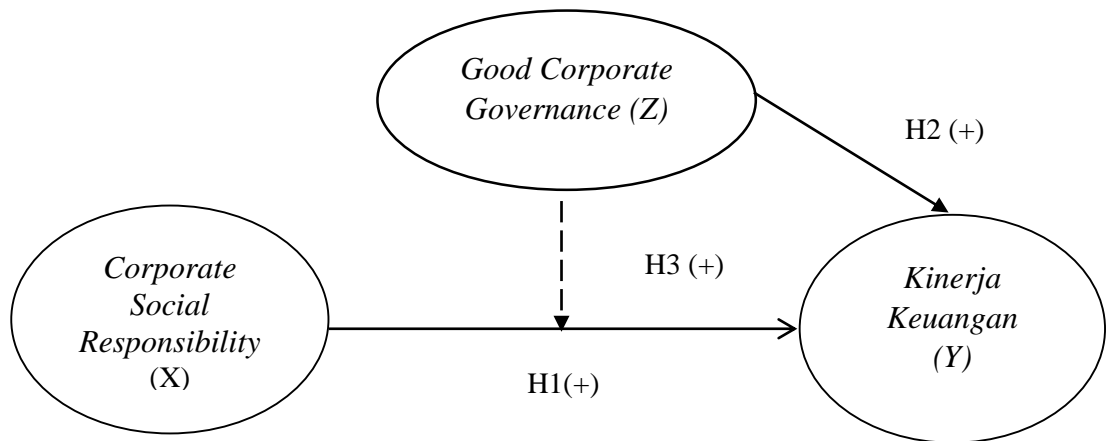 Good Corporate
Governance (Z)
H2 (+)
H3 (+)
Corporate
Social
Responsibility
(X)
Kinerja
Keuangan
(Y)
H1(+)